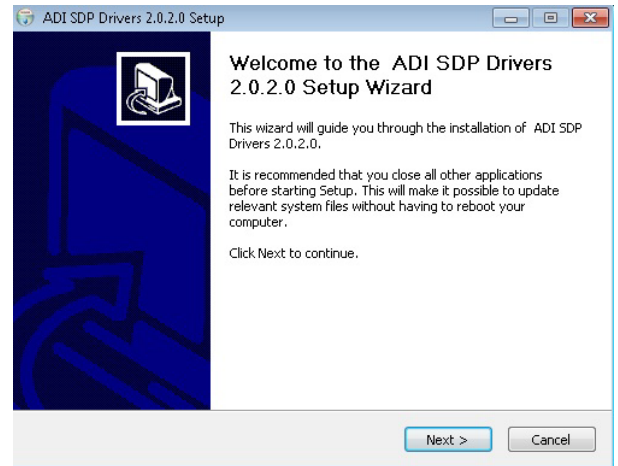 ADI SDP Drivers 2.0.2.0 Setup
Welcome to the ADI SDP Drivers
2.0.2.0 Setup Wizard
This wizard will guide you through the installation of ADI SDP
Drivers 2.0.2.0.
It is recommended that you close all other applications
before starting Setup. This will make it possible to update
relevant system files without having to reboot your
computer.
Click Next to continue.
Next >
Cancel